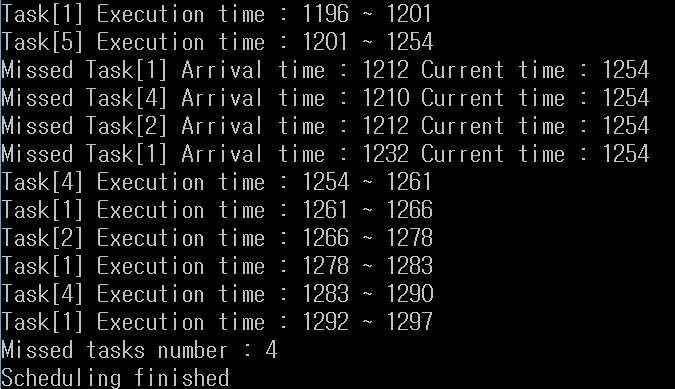 Task[1] Execution time : 1196 ~ 1201
Task[5] Execution time : 1201 ~ 1254
Missed Task[1] Arrival time : 1212 Current time : 1254
Missed Task[4] Arrival time : 1210 Current time : 1254
Missed Task[2] Arrival time : 1212 Current time : 1254
Missed Task[1] Arrival time : 1232 Current time : 1254
Task[4] Execution time : 1254 ~ 1261
Task[1] Execution time : 1261 ~ 1266
Task[2] Execution time : 1266 ~ 1278
Task[1] Execution time : 1278 ~ 1283
Task[4] Execution time : 1283 ~ 1290
Task[1] Execution time : 1292 ~ 1297
Missed tasks number : 4
Scheduling finished